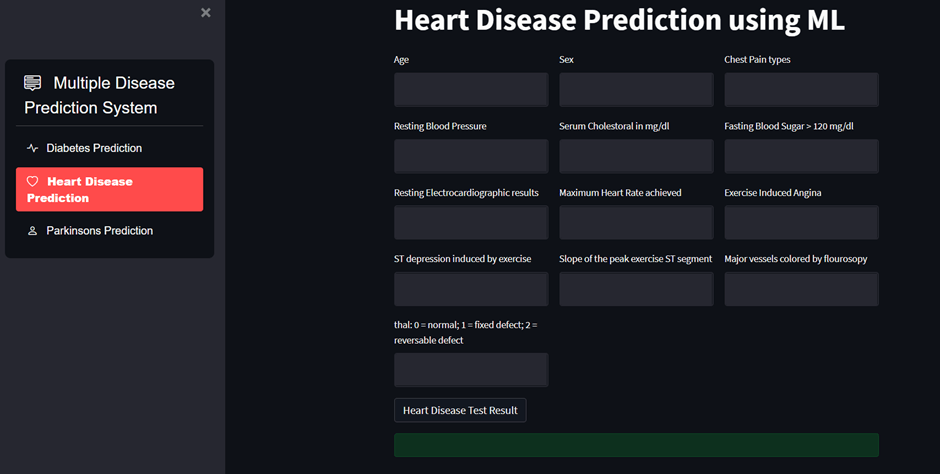 Multiple Disease
Prediction System
Diabetes Prediction
Heart Disease
Prediction
Parkinsons Prediction
Heart Disease Prediction using ML
Age
Sex
Chest Pain types
Resting Blood Pressure
Serum Cholestoral in mg/dl
Fasting Blood Sugar > 120 mg/dl
Resting Electrocardiographic results
Maximum Heart Rate achieved
Exercise Induced Angina
ST depression induced by exercise
Slope of the peak exercise ST segment
Major vessels colored by flourosopy
thal: 0 = normal; 1 = fixed defect; 2 =
reversable defect
Heart Disease Test Result